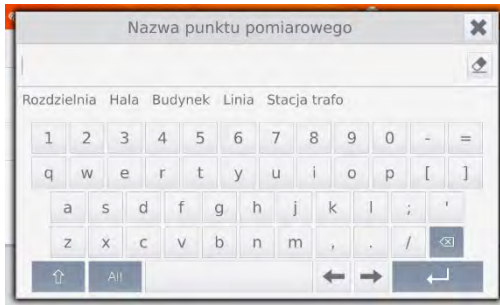 Nazwa punktu pomiarowego
Rozdzielnia Hala Budynek Linia Stacja trafo
1 2 3 4 5 6 7 8 9 0 - =
q w e r t y u i o p [ ]
a s d f g h j k l ; '
z x c v b n m , . /
All